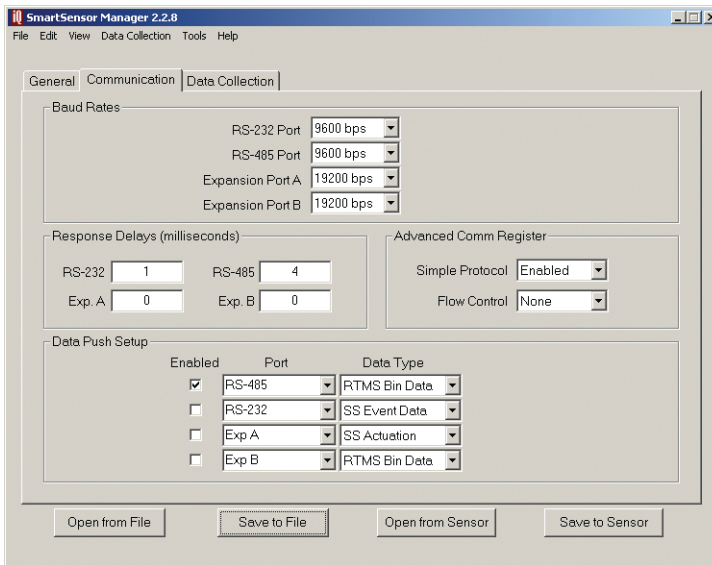 iQ SmartSensor Manager 2.2.8
File Edit View Data Collection Tools Help
General Communication Data Collection
Baud Rates
RS-232 Port 9600 bps
RS-485 Port 9600 bps
Expansion Port A 19200 bps
Expansion Port B 19200 bps
Response Delays (milliseconds) Advanced Comm Register
RS-232 1 RS-485 4 Simple Protocol Enabled
Exp. A 0 Exp. B 0 Flow Control None
Data Push Setup
Enabled Port Data Type
RS-485 RTMS Bin Data
RS-232 SS Event Data
Exp A SS Actuation
Exp B RTMS Bin Data
Open from File Save to File Open from Sensor Save to Sensor